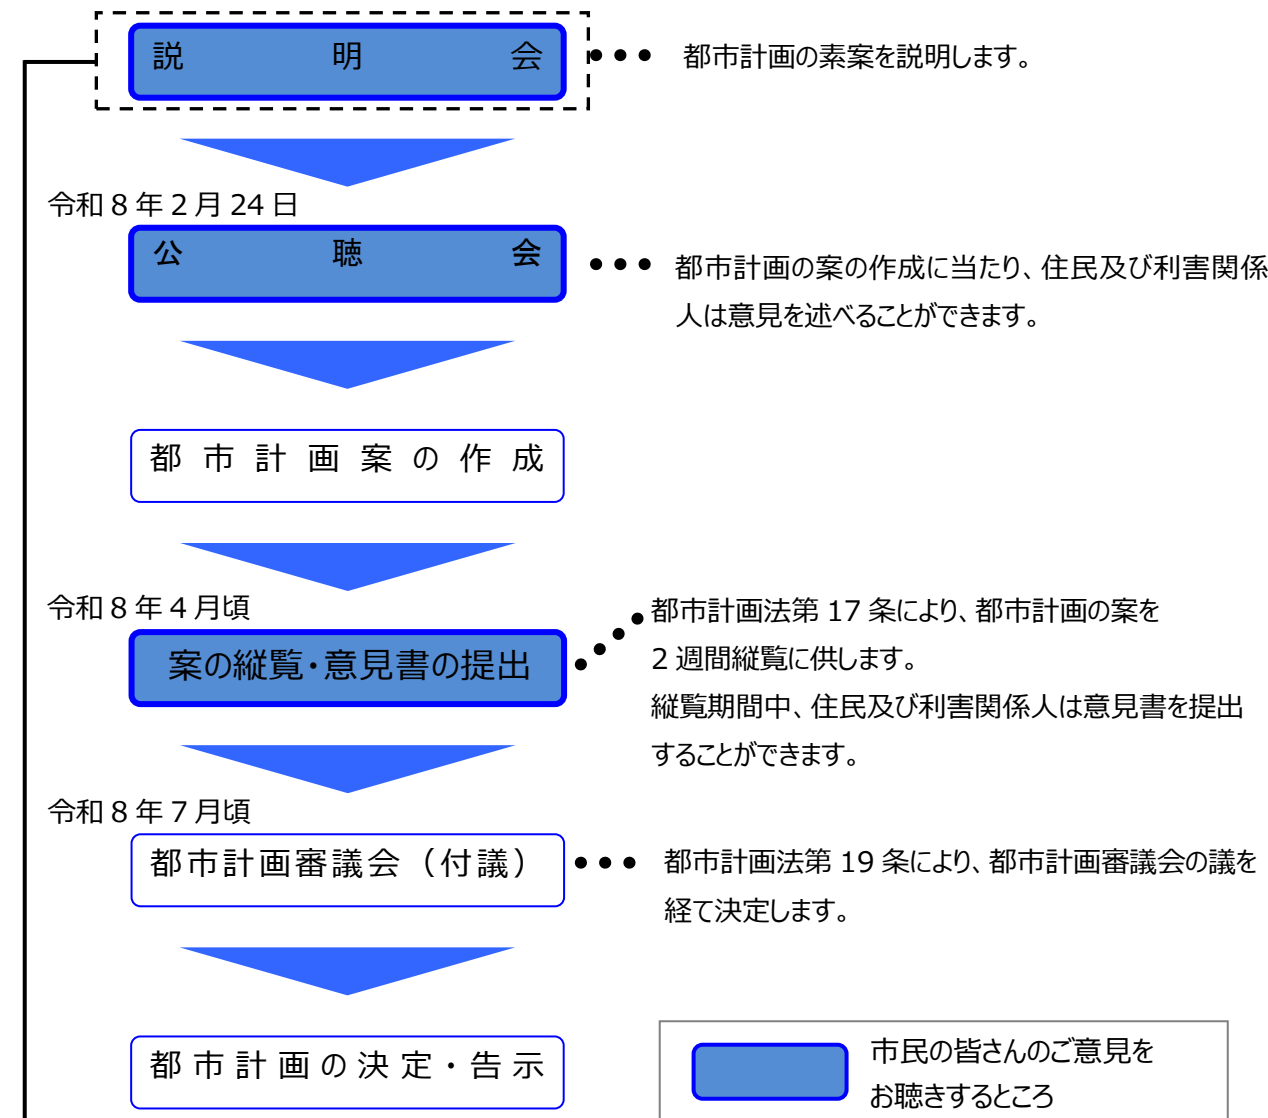 説明会
都市計画の素案を説明します。
令和8年2月24日
公聴会
都市計画の案の作成に当たり、住民及び利害関係
人は意見を述べることができます。
都市計画案の作成
令和8年4月頃
案の縦覧・意見書の提出
都市計画法第17条により、都市計画の案を
2週間縦覧に供します。
縦覧期間中、住民及び利害関係人は意見書を提出
することができます。
令和8年7月頃
都市計画審議会（付議）
都市計画法第19条により、都市計画審議会の議を
経て決定します。
都市計画の決定・告示
市民の皆さんのご意見を
お聴きするところ